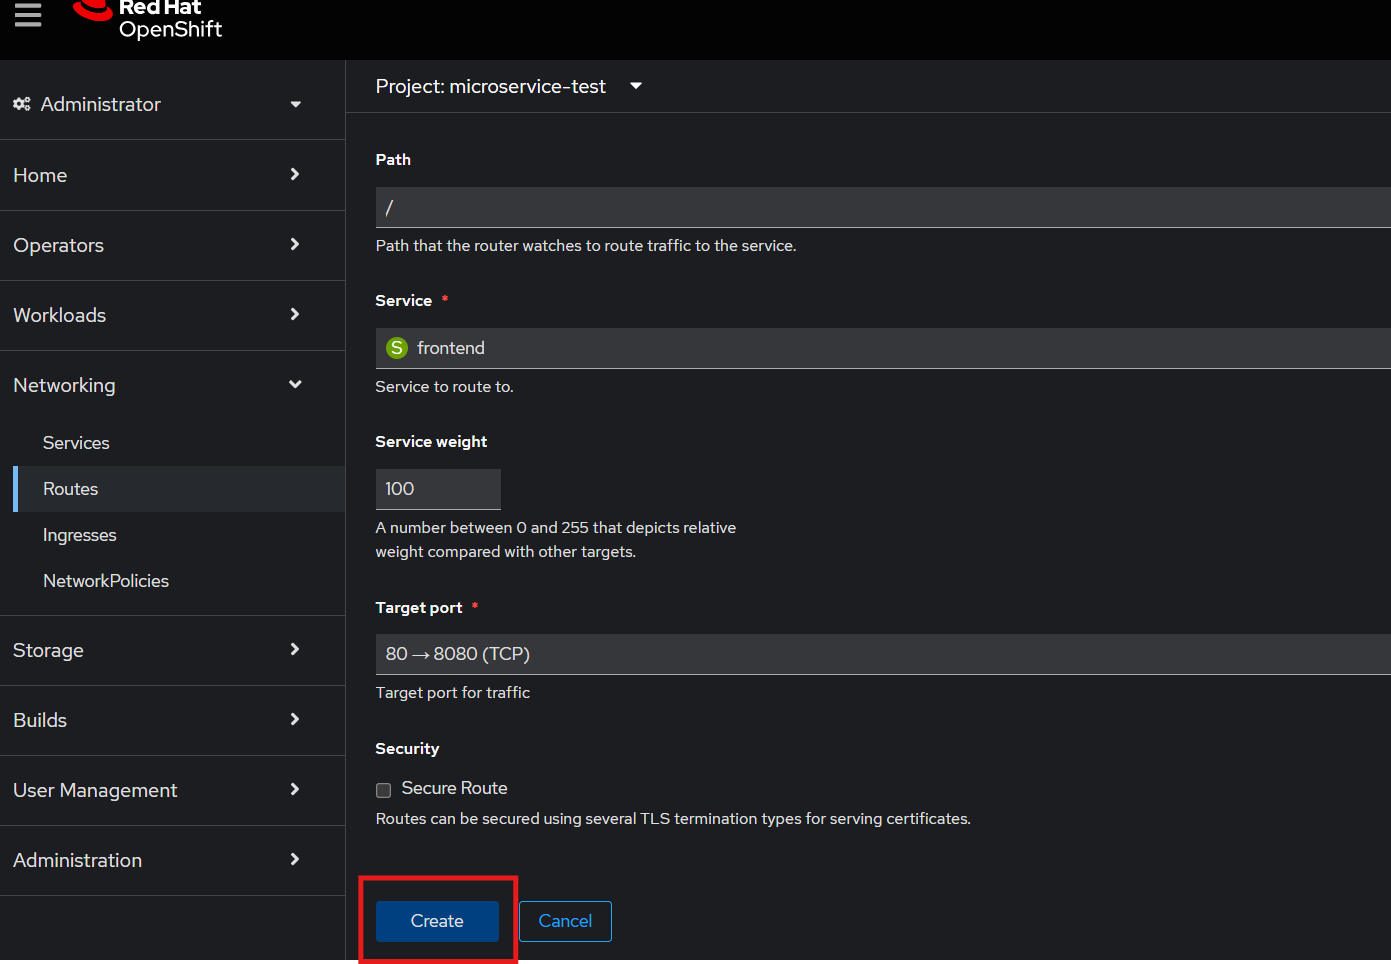 Red Hat
OpenShift
Administrator
Home
Operators
Workloads
Networking
Services
Routes
Ingresses
NetworkPolicies
Storage
Builds
User Management
Administration
Project: microservice-test
Path
/
Path that the router watches to route traffic to the service.
Service *
S frontend
Service to route to.
Service weight
100
A number between 0 and 255 that depicts relative
weight compared with other targets.
Target port *
80 → 8080 (TCP)
Target port for traffic
Security
Secure Route
Routes can be secured using several TLS termination types for serving certificates.
Create
Cancel